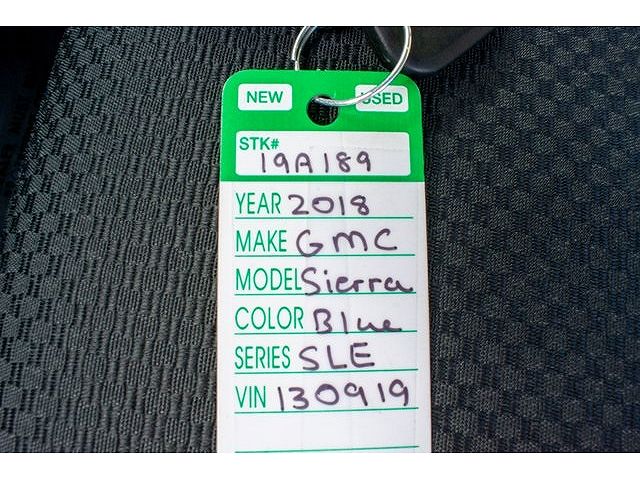 NEW USED
STK#
19A189
YEAR 2018
MAKE GMC
MODEL Sierra
COLOR Blue
SERIES SLE
VIN 130919